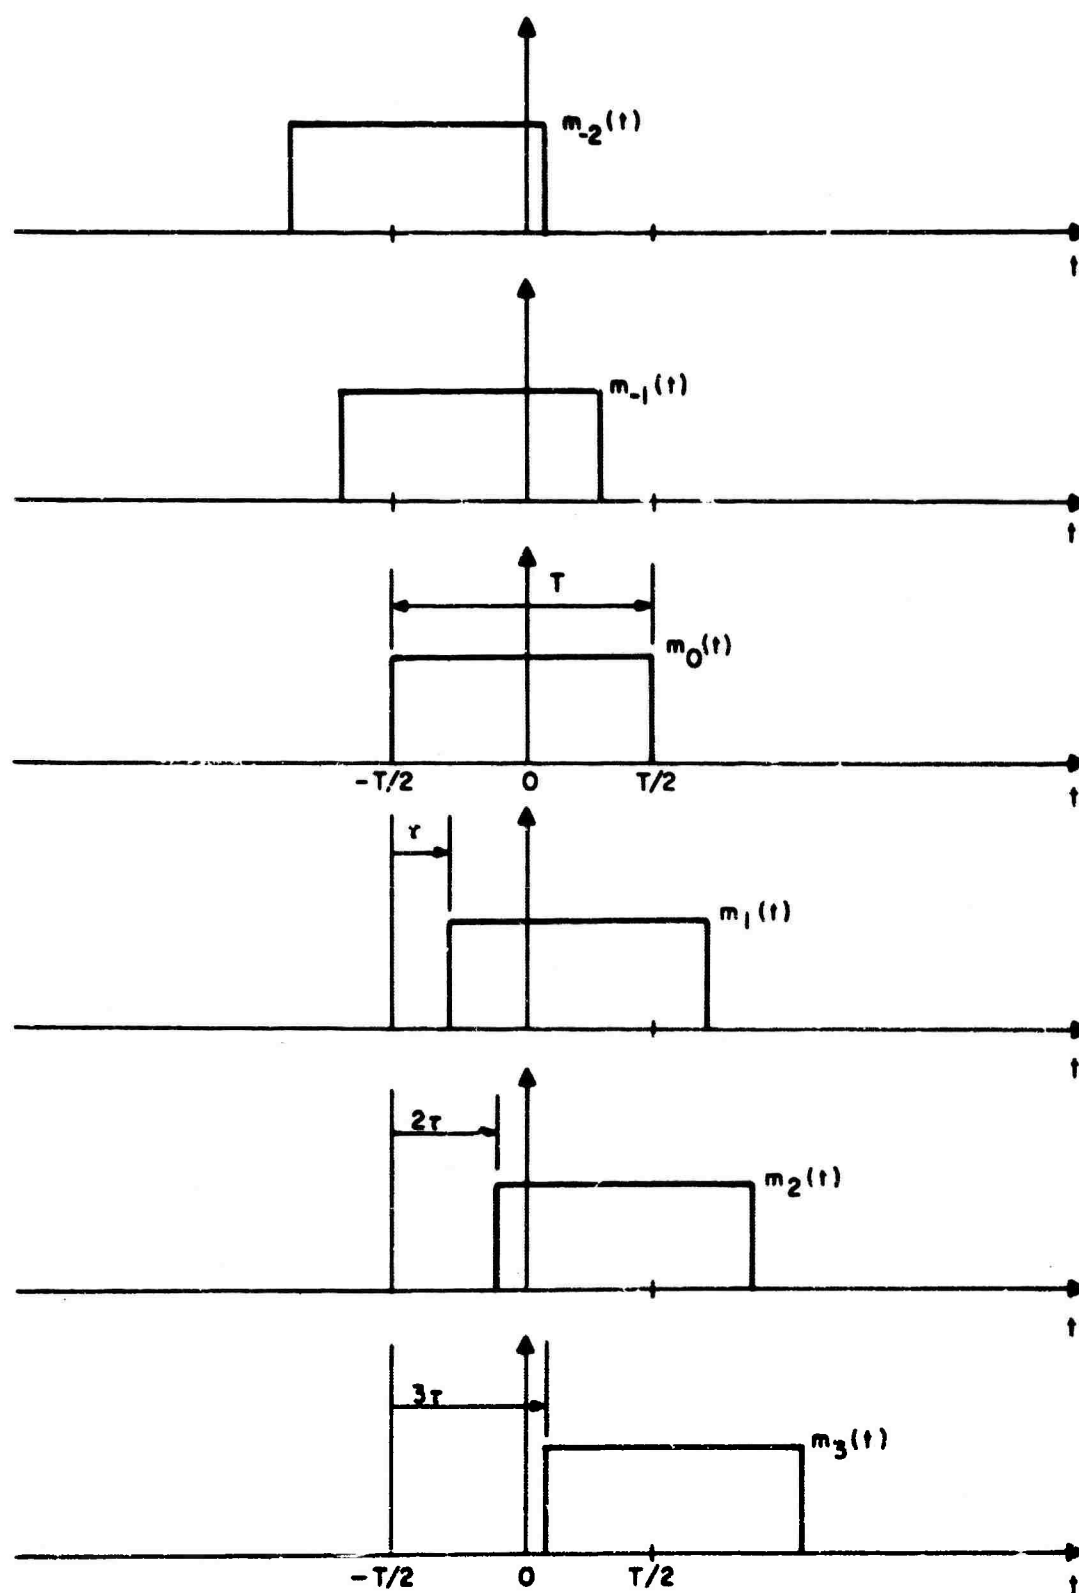 m₋₂(t)
t
m₋₁(t)
t
T
m₀(t)
-T/2 0 T/2
t
τ
m₁(t)
t
2τ
m₂(t)
t
3τ
m₃(t)
-T/2 0 T/2
t